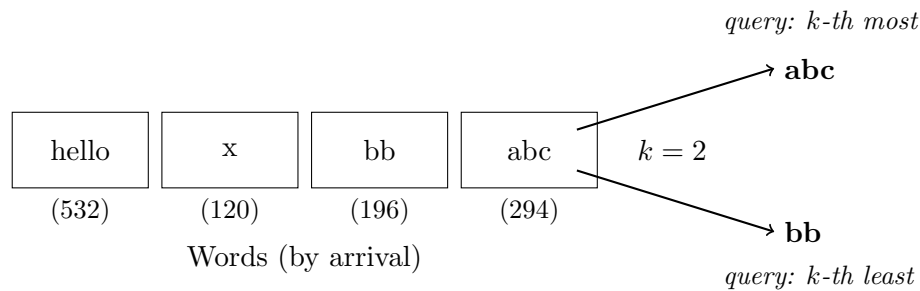 query: k-th most
abc
hello x bb abc k = 2
(532) (120) (196) (294)
Words (by arrival)
bb
query: k-th least